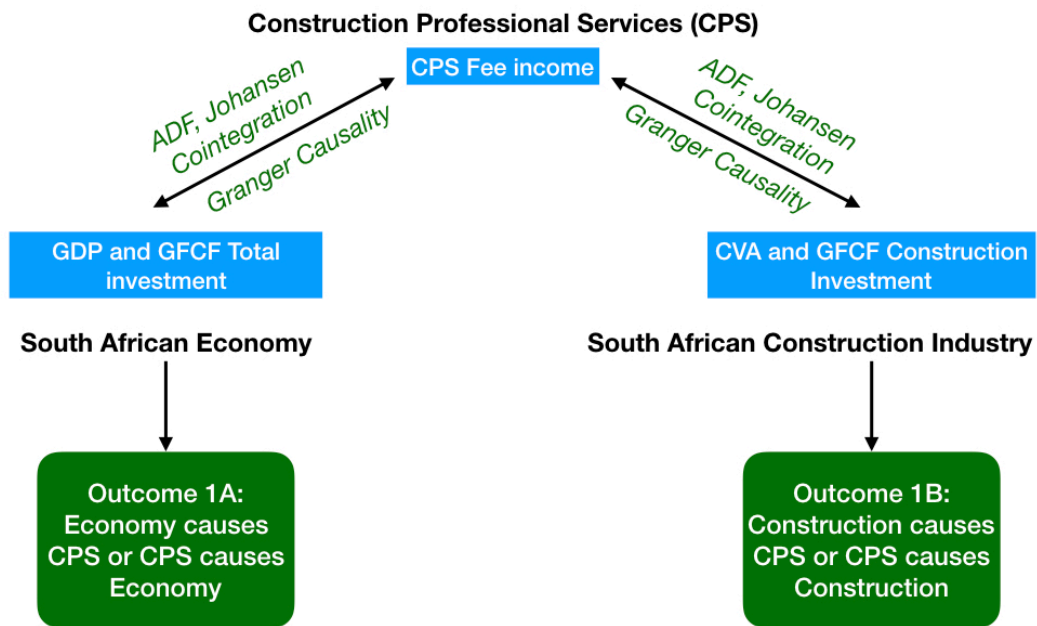 Construction Professional Services (CPS)
CPS Fee income
ADF, Johansen
Cointegration
Granger Causality
ADF, Johansen
Cointegration
Granger Causality
GDP and GFCF Total
investment
CVA and GFCF Construction
Investment
South African Economy
South African Construction Industry
Outcome 1A:
Economy causes
CPS or CPS causes
Economy
Outcome 1B:
Construction causes
CPS or CPS causes
Construction